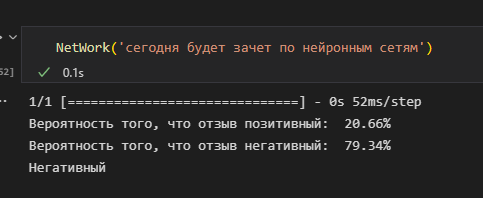 NetWork('сегодня будет зачет по нейронным сетям')
52]
0.1s
1/1 [==============================] - 0s 52ms/step
Вероятность того, что отзыв позитивный:  20.66%
Вероятность того, что отзыв негативный:  79.34%
Негативный